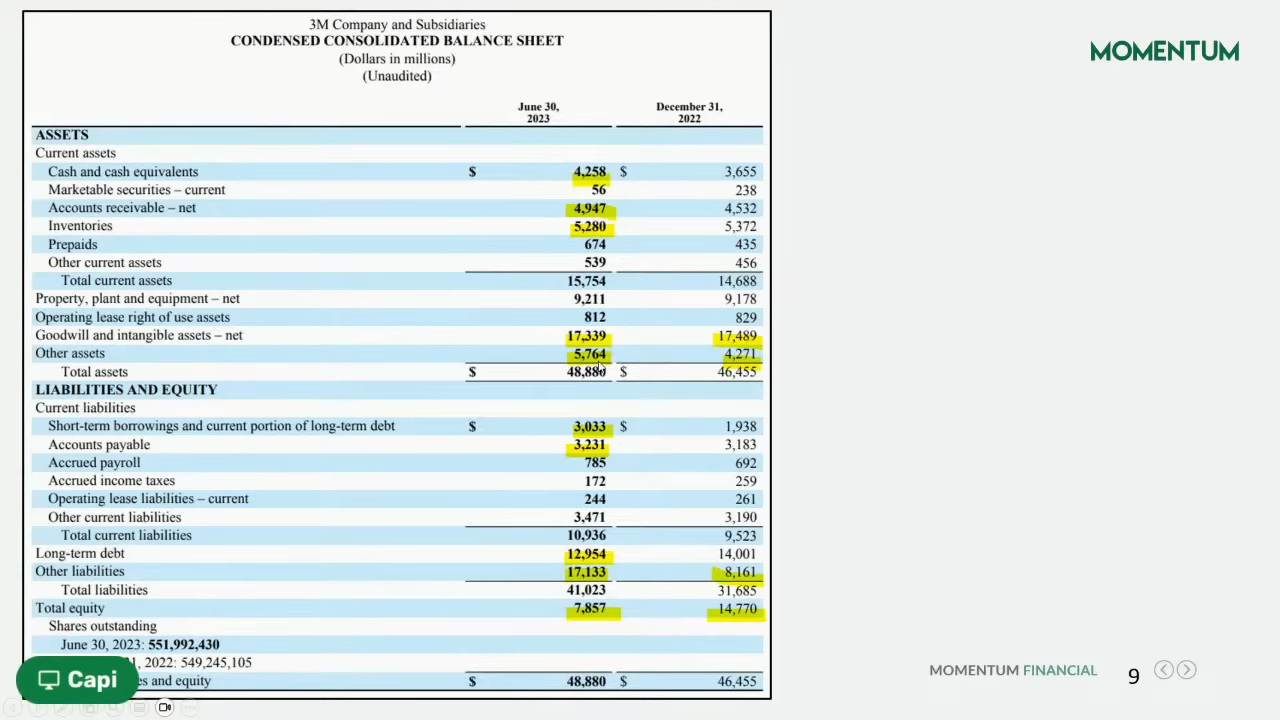 3M Company and Subsidiaries
CONDENSED CONSOLIDATED BALANCE SHEET
(Dollars in millions)
(Unaudited)
June 30, 2023 December 31, 2022
ASSETS
Current assets
Cash and cash equivalents $ 4,258 $ 3,655
Marketable securities – current 56 238
Accounts receivable – net 4,947 4,532
Inventories 5,280 5,372
Prepaids 674 435
Other current assets 539 456
Total current assets 15,754 14,688
Property, plant and equipment – net 9,211 9,178
Operating lease right of use assets 812 829
Goodwill and intangible assets – net 17,339 17,489
Other assets 5,764 4,271
Total assets $ 48,880 $ 46,455
LIABILITIES AND EQUITY
Current liabilities
Short-term borrowings and current portion of long-term debt $ 3,033 $ 1,938
Accounts payable 3,231 3,183
Accrued payroll 785 692
Accrued income taxes 172 259
Operating lease liabilities – current 244 261
Other current liabilities 3,471 3,190
Total current liabilities 10,936 9,523
Long-term debt 12,954 14,001
Other liabilities 17,133 8,161
Total liabilities 41,023 31,685
Total equity 7,857 14,770
Shares outstanding
June 30, 2023: 551,992,430
1, 2022: 549,245,105
es and equity $ 48,880 $ 46,455
Capi
MOMENTUM
MOMENTUM FINANCIAL 9